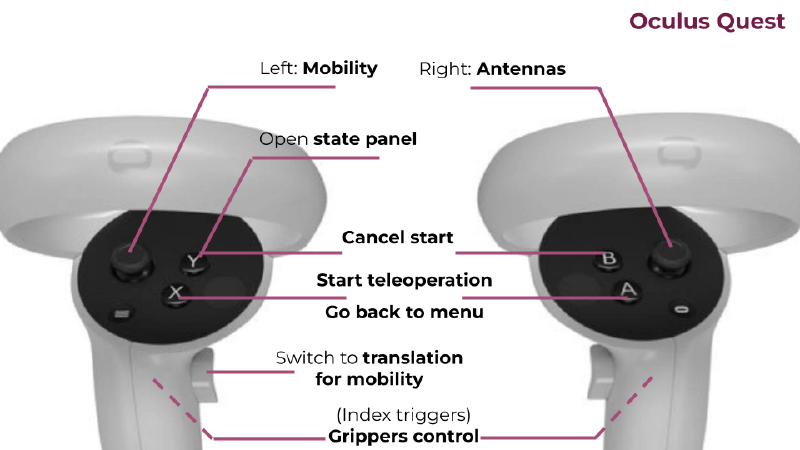 Oculus Quest
Left: Mobility
Right: Antennas
Open state panel
Cancel start
Y
B
Start teleoperation
X
A
Go back to menu
Switch to translation
for mobility
(Index triggers)
Grippers control